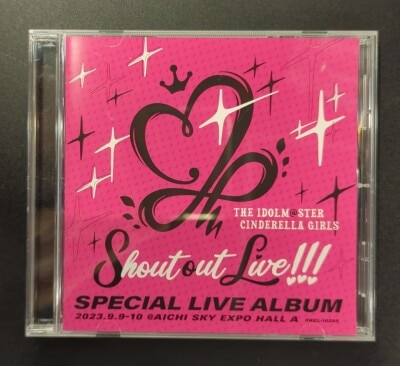 THE IDOLM@STER
CINDERELLA GIRLS
Shout out Live!!!
SPECIAL LIVE ALBUM
2023.9.9-10 @AICHI SKY EXPO HALL A